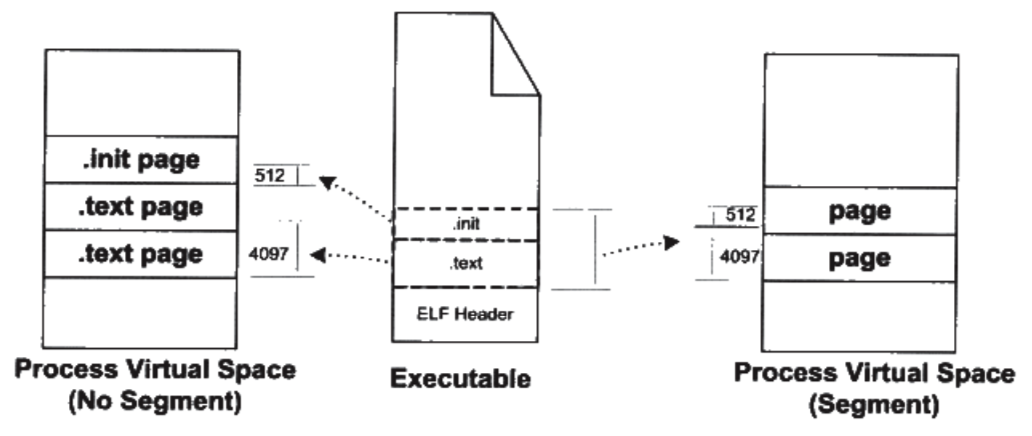 .init page
.text page
.text page
512
4097
.init
.text
ELF Header
512
4097
page
page
Process Virtual Space
(No Segment)
Executable
Process Virtual Space
(Segment)